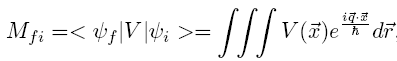 $M_{fi} = <\psi_f|V|\psi_i> = \iiint V(\vec{x}) e^{\frac{i\vec{q}\cdot\vec{x}}{\hbar}} d\vec{r},$